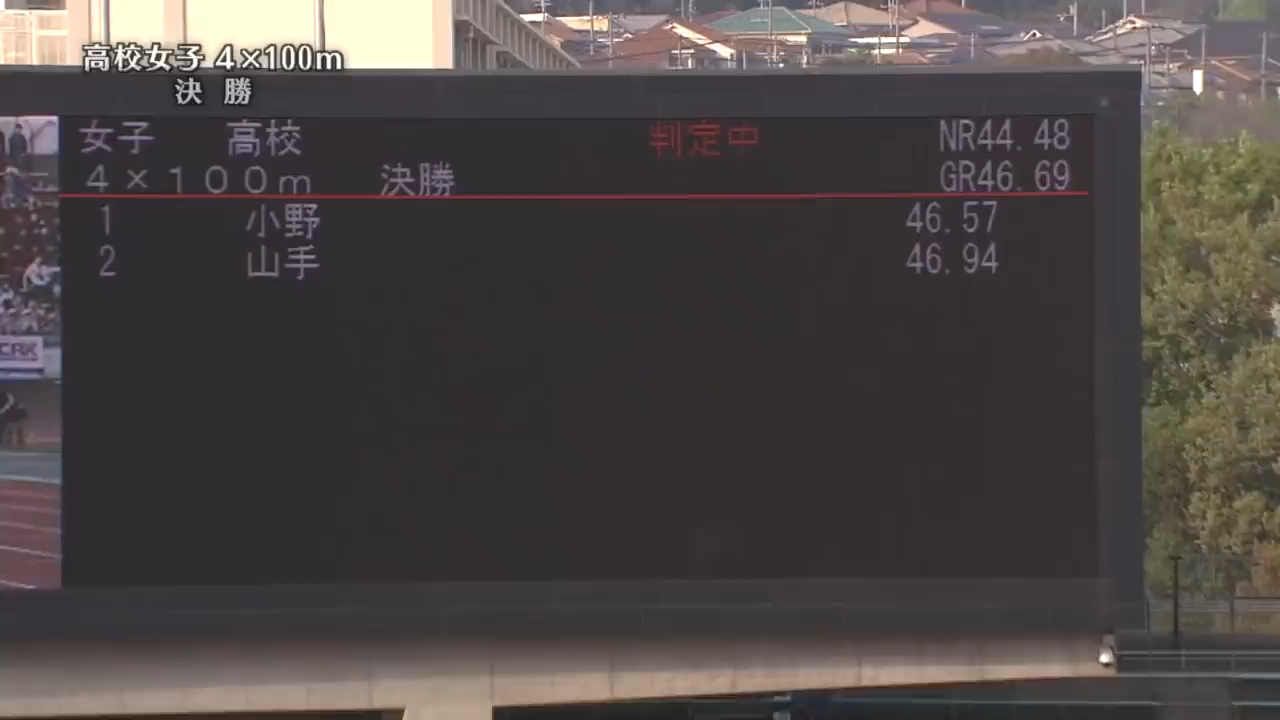 高校女子 4×100m
決 勝
女子 高校 判定中 NR44.48
4×100m 決勝 GR46.69
1 小野 46.57
2 山手 46.94
CRK